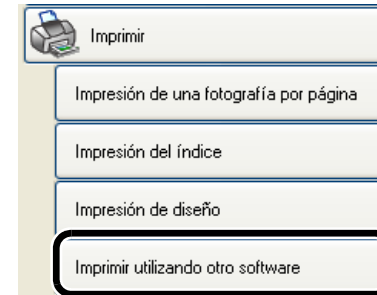 Imprimir
Impresión de una fotografía por página
Impresión del índice
Impresión de diseño
Imprimir utilizando otro software